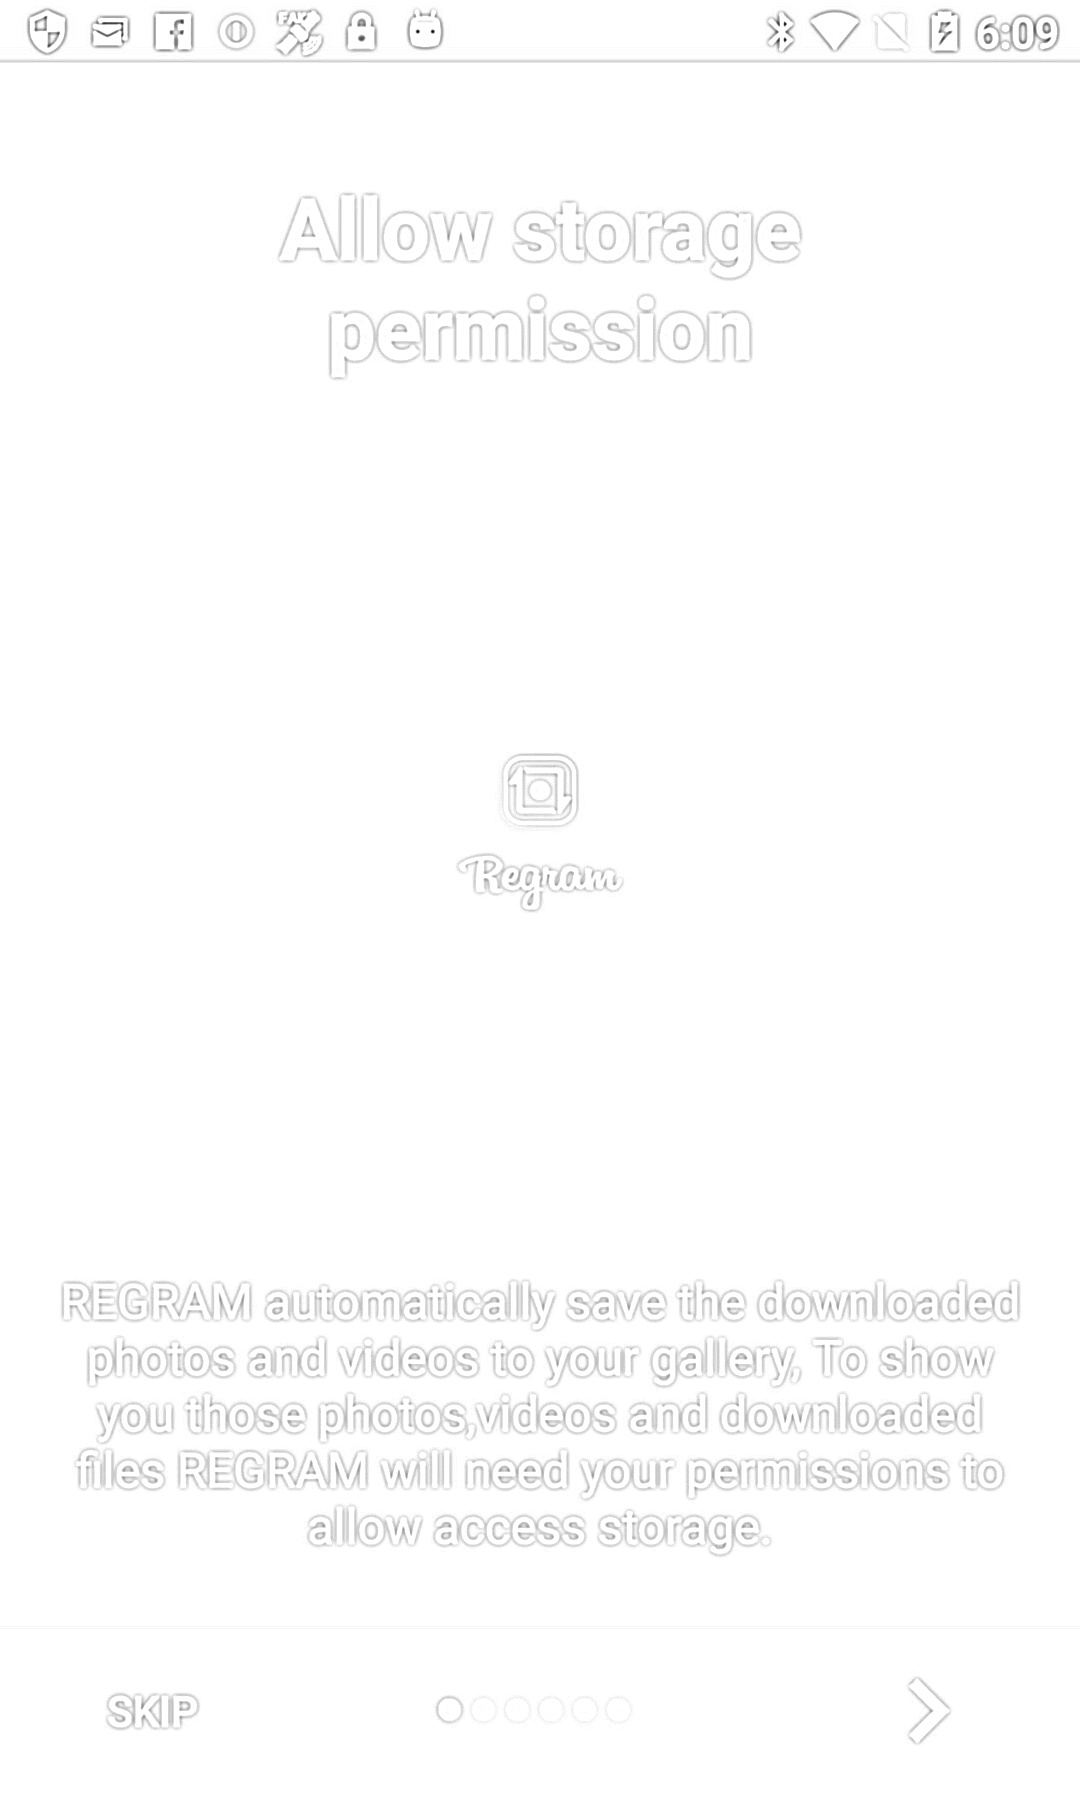 FAKE
6:09
Allow storage
permission
Regram
REGRAM automatically save the downloaded
photos and videos to your gallery, To show
you those photos,videos and downloaded
files REGRAM will need your permissions to
allow access storage.
SKIP